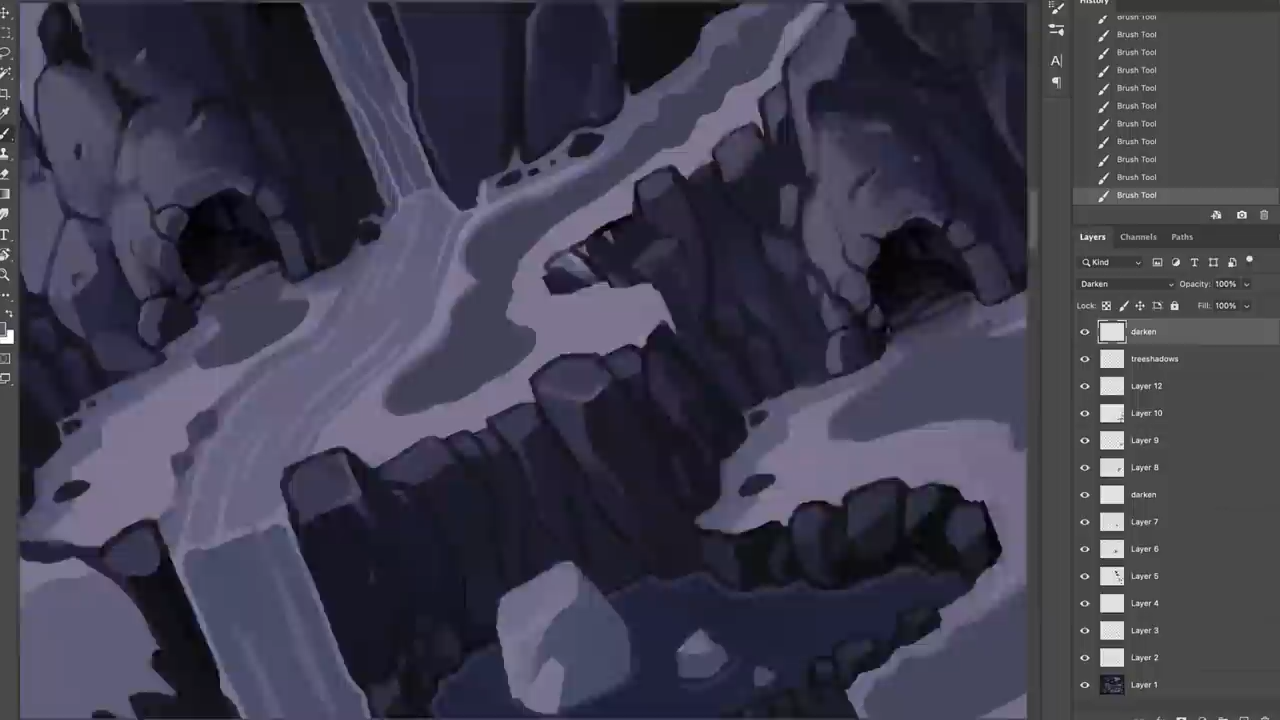 History
Brush Tool
Brush Tool
Brush Tool
Brush Tool
Brush Tool
Brush Tool
Brush Tool
Brush Tool
Brush Tool
Brush Tool
Brush Tool
Layers Channels Paths
Kind
Darken Opacity: 100%
Lock: Fill: 100%
darken
treeshadows
Layer 12
Layer 10
Layer 9
Layer 8
darken
Layer 7
Layer 6
Layer 5
Layer 4
Layer 3
Layer 2
Layer 1